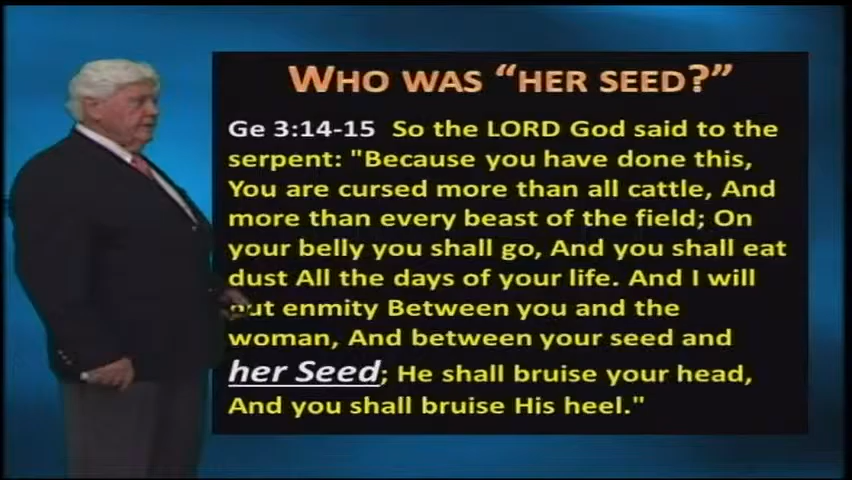 WHO WAS “HER SEED?”
Ge 3:14-15 So the LORD God said to the
serpent: "Because you have done this,
You are cursed more than all cattle, And
more than every beast of the field; On
your belly you shall go, And you shall eat
dust All the days of your life. And I will
put enmity Between you and the
woman, And between your seed and
her Seed; He shall bruise your head,
And you shall bruise His heel."